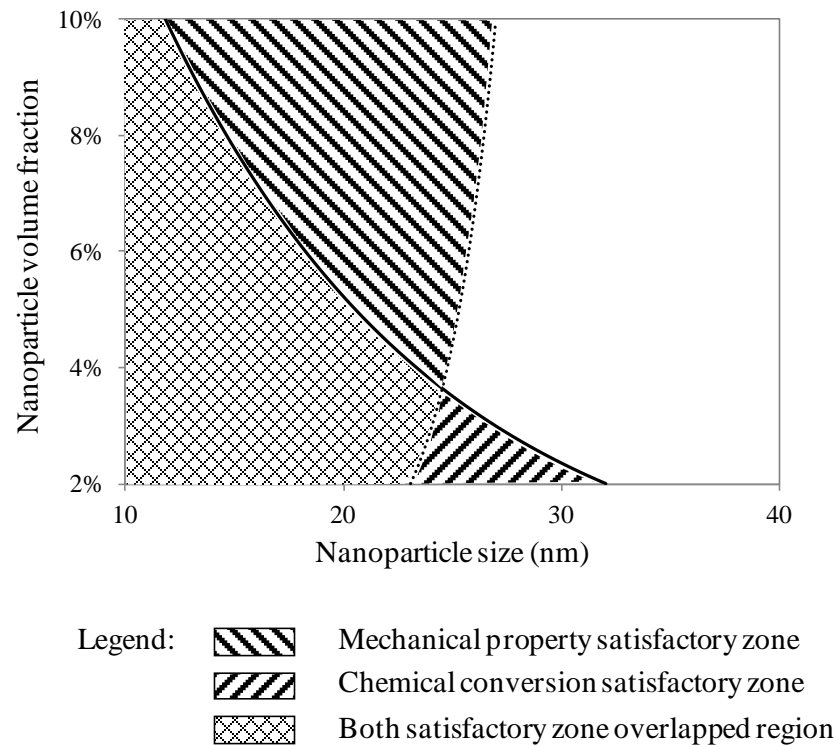 10%
8%
6%
4%
2%
Nanoparticle volume fraction
10 20 30 40
Nanoparticle size (nm)
Legend:
Mechanical property satisfactory zone
Chemical conversion satisfactory zone
Both satisfactory zone overlapped region